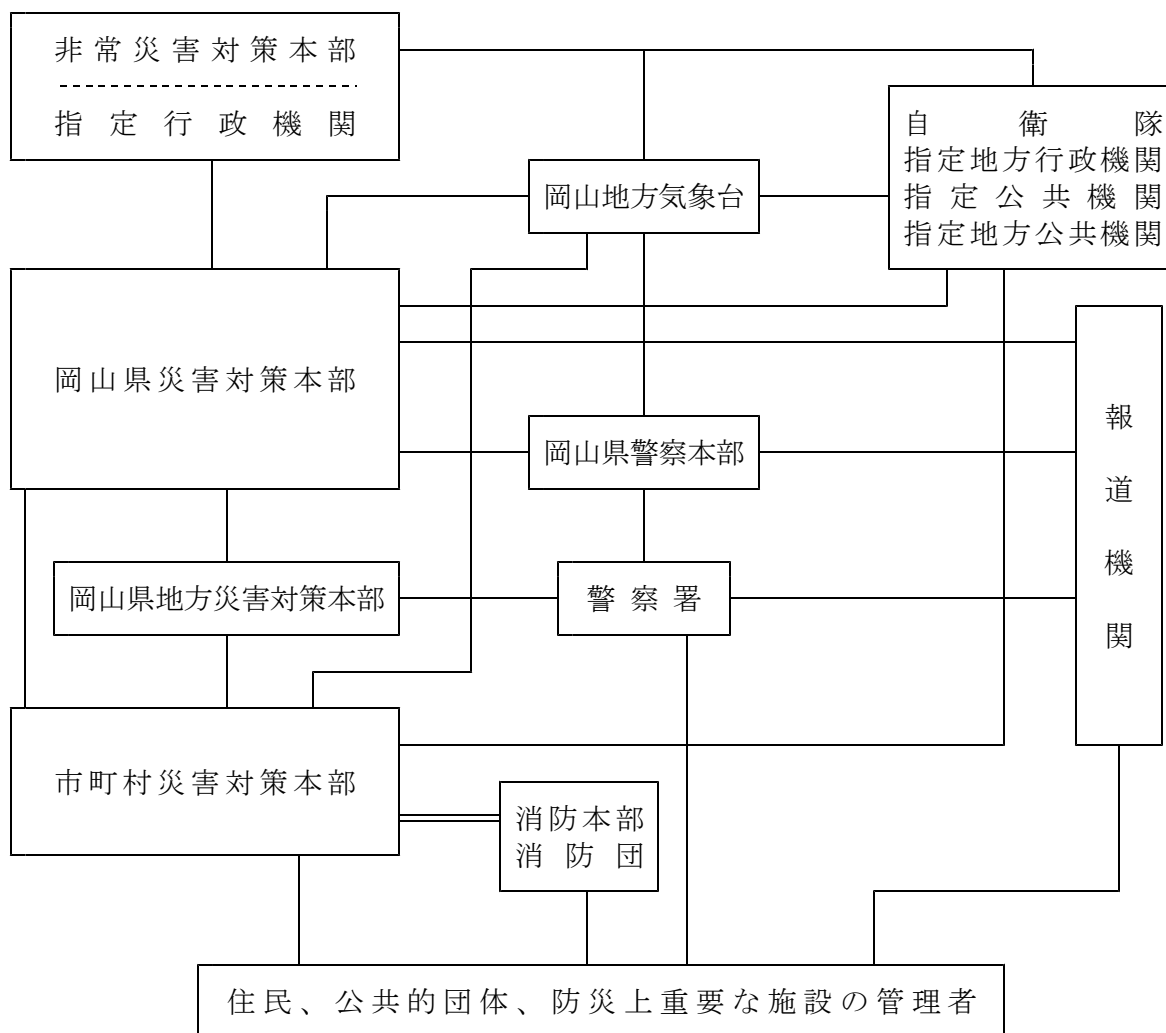 非常災害対策本部
指定行政機関
自衛隊
指定地方行政機関
指定公共機関
指定地方公共機関
岡山地方気象台
岡山県災害対策本部
岡山県警察本部
報道機関
岡山県地方災害対策本部
警察署
市町村災害対策本部
消防本部
消防団
住民、公共的団体、防災上重要な施設の管理者